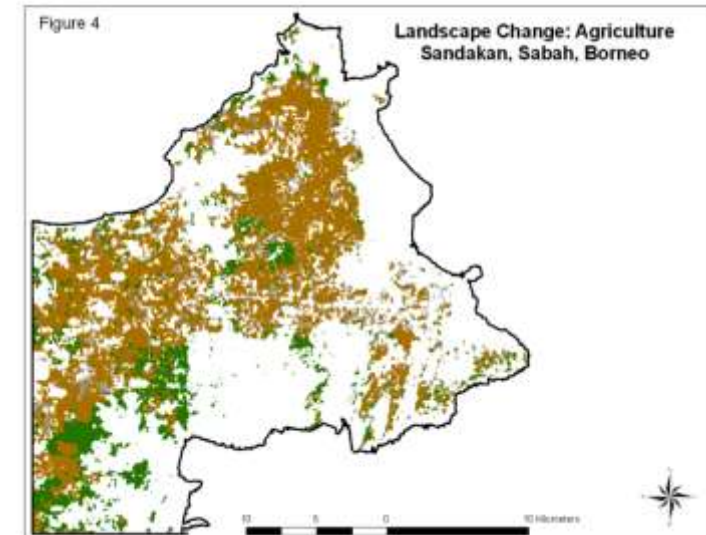 Figure 4
Landscape Change: Agriculture
Sandakan, Sabah, Borneo
10 5 0 10 Kilometers